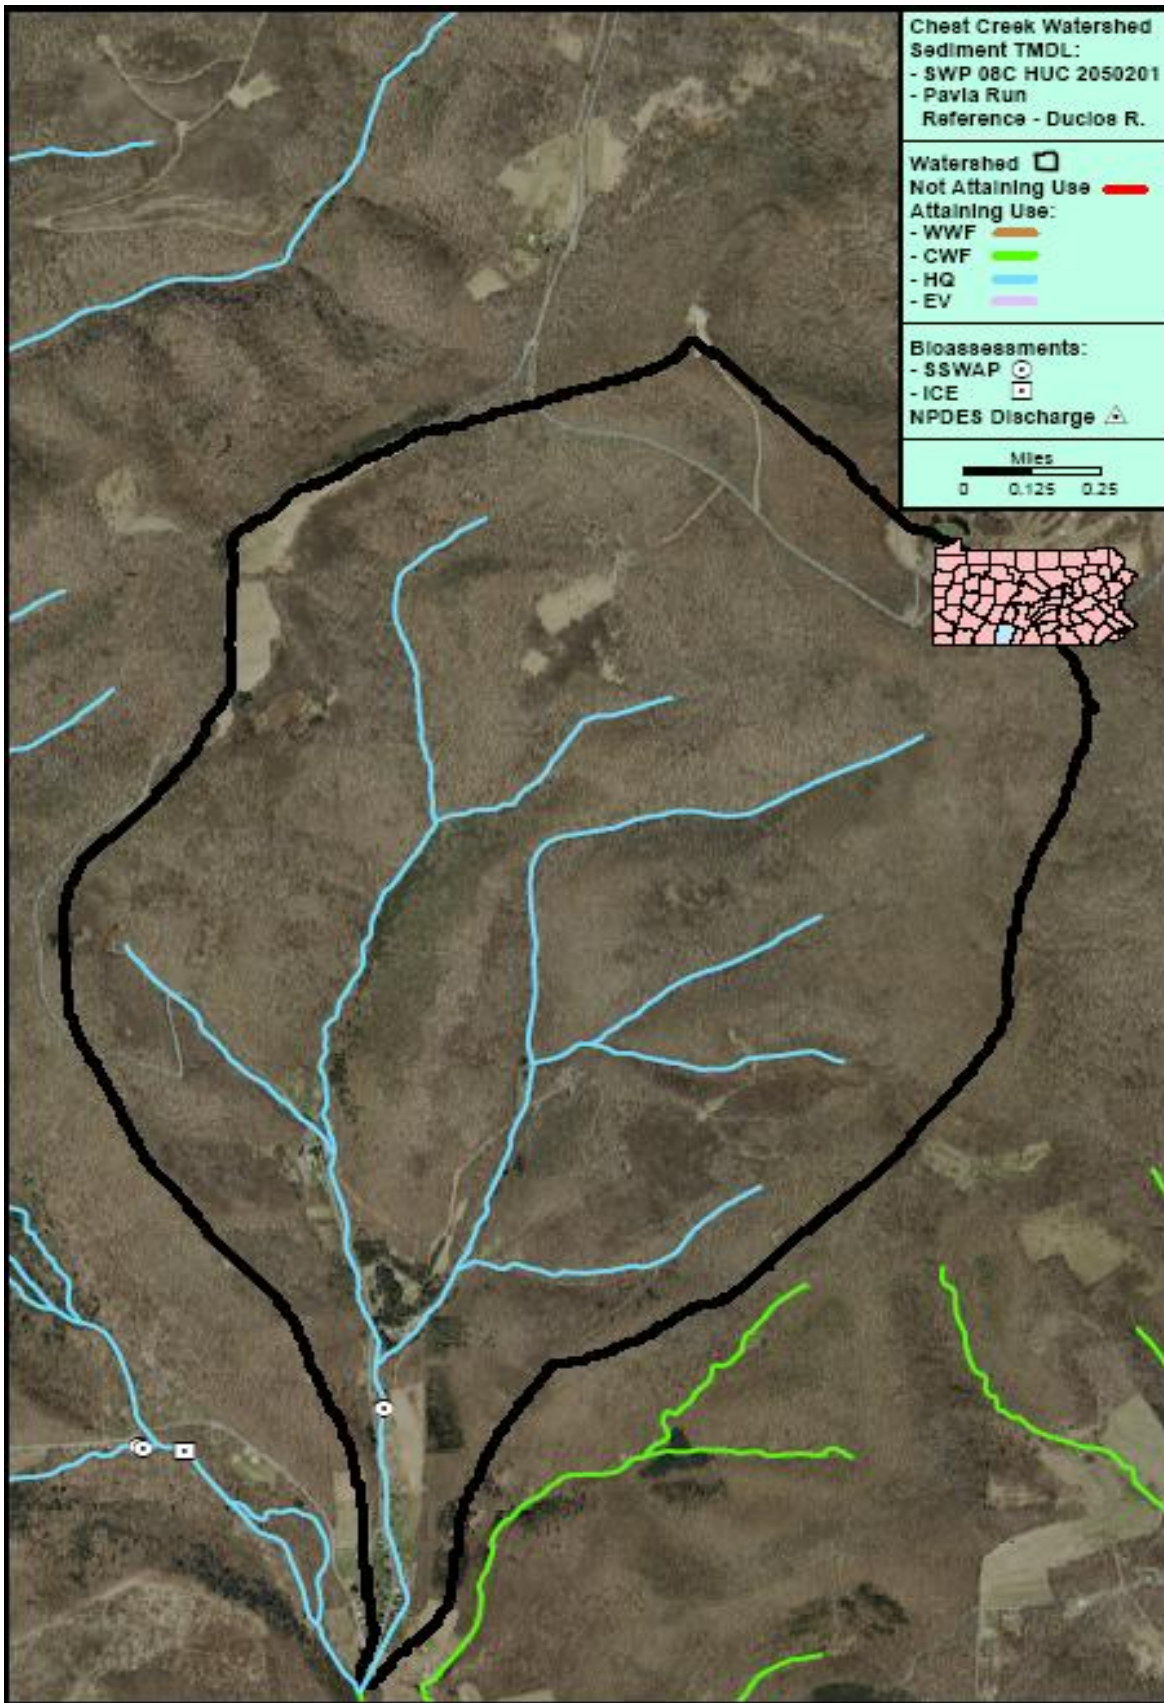 Chest Creek Watershed
Sediment TMDL:
- SWP 08C HUC 2050201
- Pavia Run
Reference - Duclos R.
Watershed
Not Attaining Use
Attaining Use:
- WWF
- CWF
- HQ
- EV
Bioassessments:
- SSWAP
- ICE
NPDES Discharge
Miles
0 0.125 0.25